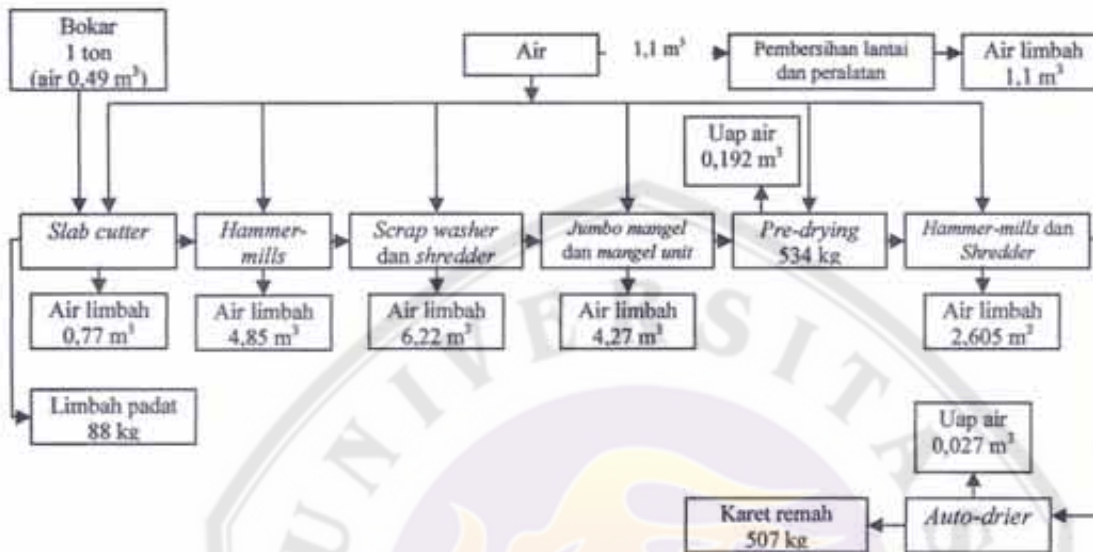 Bokar
1 ton
(air 0,49 m³)
Air
1,1 m³
Pembersihan lantai
dan peralatan
Air limbah
1,1 m³
Uap air
0,192 m³
Slab cutter
Hammer-
mills
Scrap washer
dan shredder
Jumbo mangel
dan mangel unit
Pre-drying
534 kg
Hammer-mills dan
Shredder
Air limbah
0,77 m³
Air limbah
4,85 m³
Air limbah
6,22 m³
Air limbah
4,27 m³
Air limbah
2,605 m³
Limbah padat
88 kg
Uap air
0,027 m³
Karet remah
507 kg
Auto-drier
UNIVERSITA